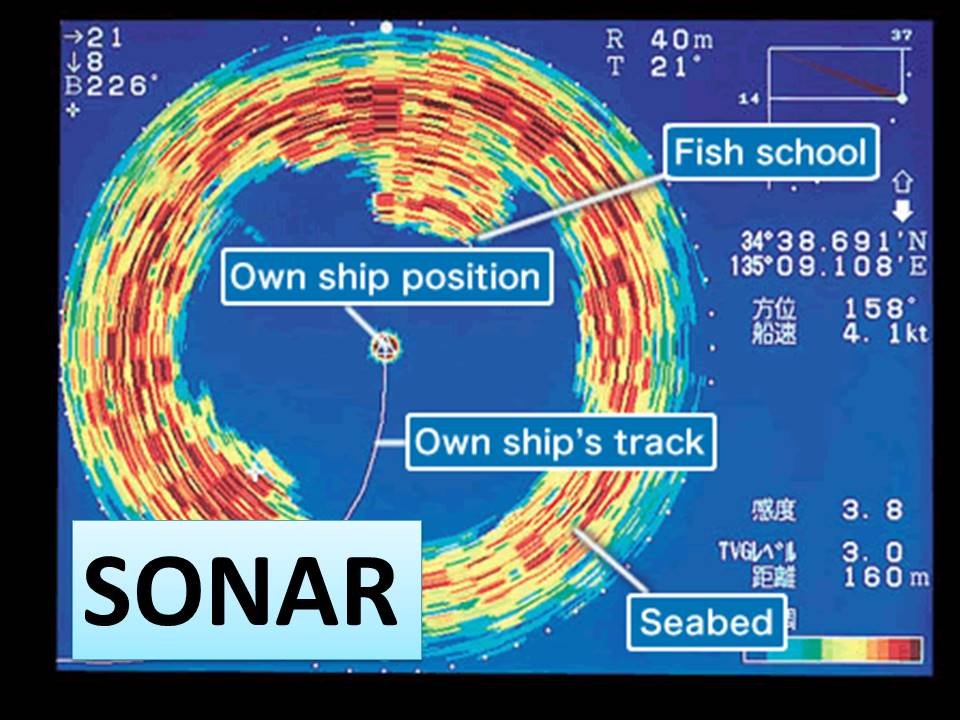 →21
↓8
B226°
R 40m
T 21°
37
14
Fish school
34°38.691'N
135°09.108'E
Own ship position
方位 158°
船速 4.1kt
Own ship's track
感度 3.8
TVGレベル 3.0
距離 160m
SONAR
Seabed